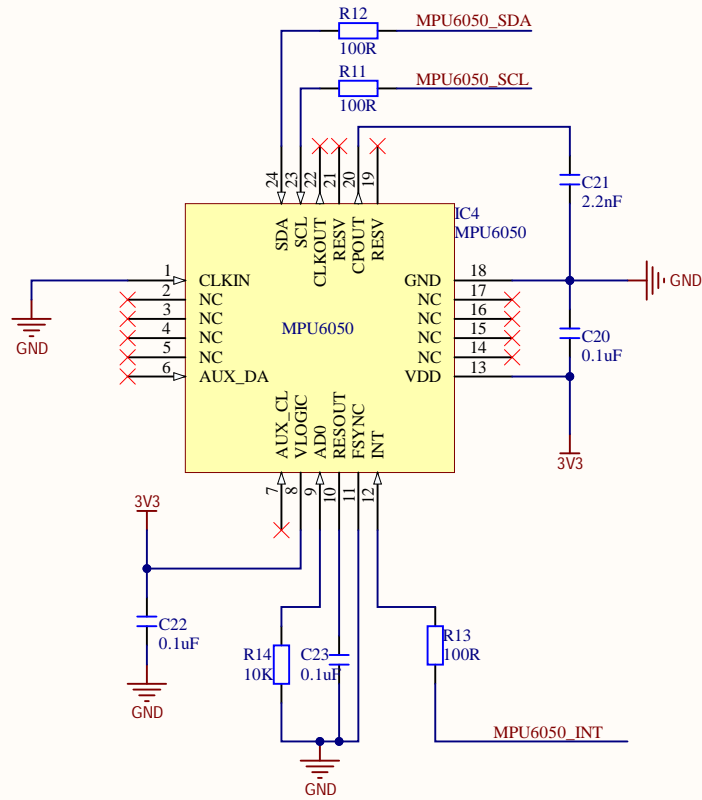 R12
MPU6050_SDA
100R
R11
MPU6050_SCL
100R
24
23
22
21
20
19
C21
2.2nF
SDA
SCL
CLKOUT
RESV
CPOUT
RESV
IC4
MPU6050
1
CLKIN
GND
18
GND
2
NC
NC
17
3
NC
NC
16
4
NC
MPU6050
NC
15
5
NC
NC
14
6
AUX_DA
VDD
13
GND
C20
0.1uF
3V3
AUX_CL
VLOGIC
AD0
RESOUT
FSYNC
INT
7
8
9
10
11
12
3V3
C22
0.1uF
GND
R14
10K
C23
0.1uF
R13
100R
MPU6050_INT
GND